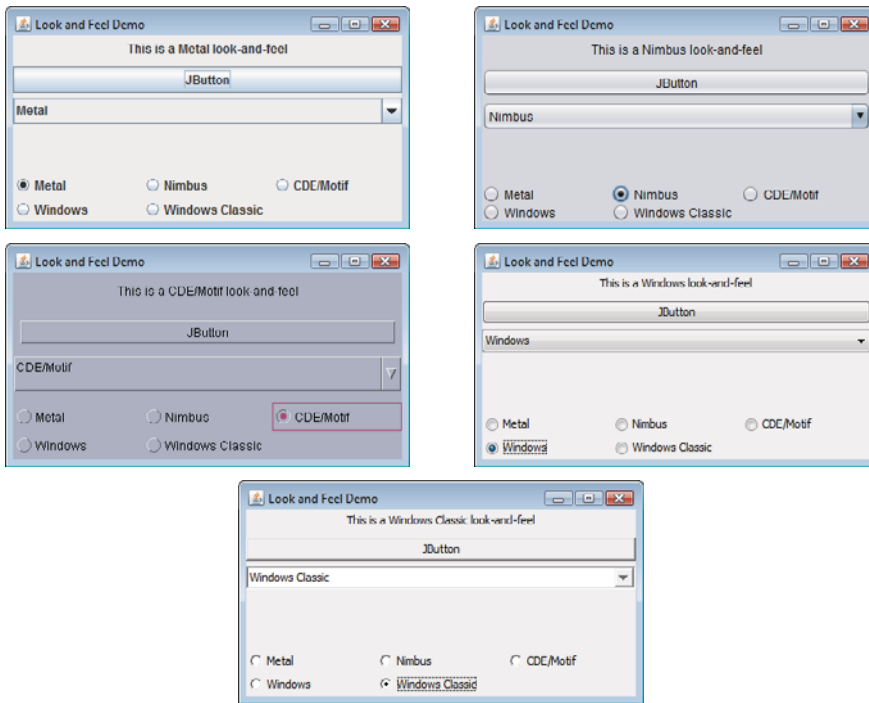 Look and Feel Demo
This is a Metal look-and-feel
JButton
Metal
Metal Nimbus CDE/Motif
Windows Windows Classic
Look and Feel Demo
This is a Nimbus look-and-feel
JButton
Nimbus
Metal Nimbus CDE/Motif
Windows Windows Classic
Look and Feel Demo
This is a CDE/Motif look-and-feel
JButton
CDE/Motif
Metal Nimbus CDE/Motif
Windows Windows Classic
Look and Feel Demo
This is a Windows look-and-feel
JButton
Windows
Metal Nimbus CDE/Motif
Windows Windows Classic
Look and Feel Demo
This is a Windows Classic look-and-feel
JButton
Windows Classic
Metal Nimbus CDE/Motif
Windows Windows Classic